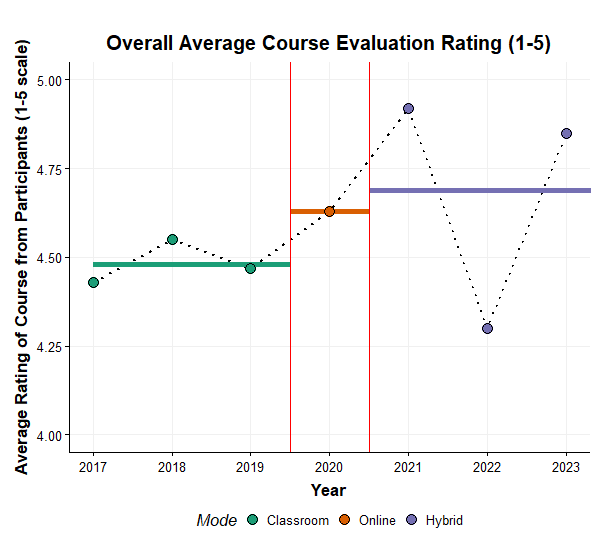 Overall Average Course Evaluation Rating (1-5)
Average Rating of Course from Participants (1-5 scale)
5.00
4.75
4.50
4.25
4.00
2017 2018 2019 2020 2021 2022 2023
Year
Mode Classroom Online Hybrid